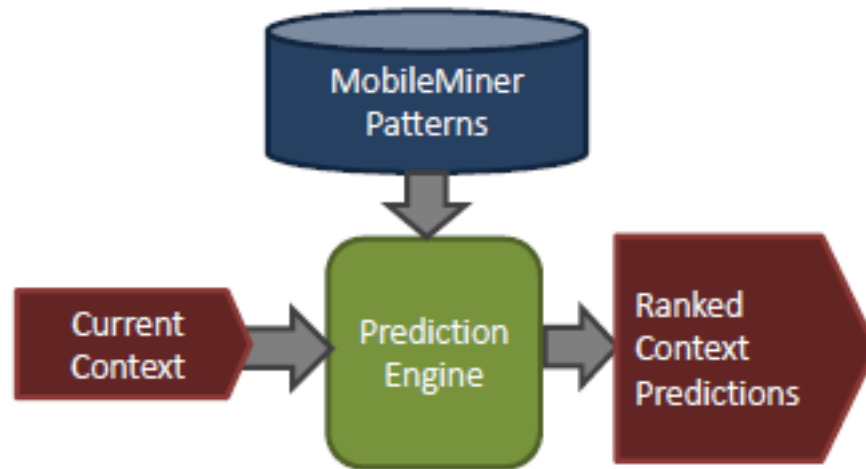 MobileMiner
Patterns
Current
Context
Prediction
Engine
Ranked
Context
Predictions